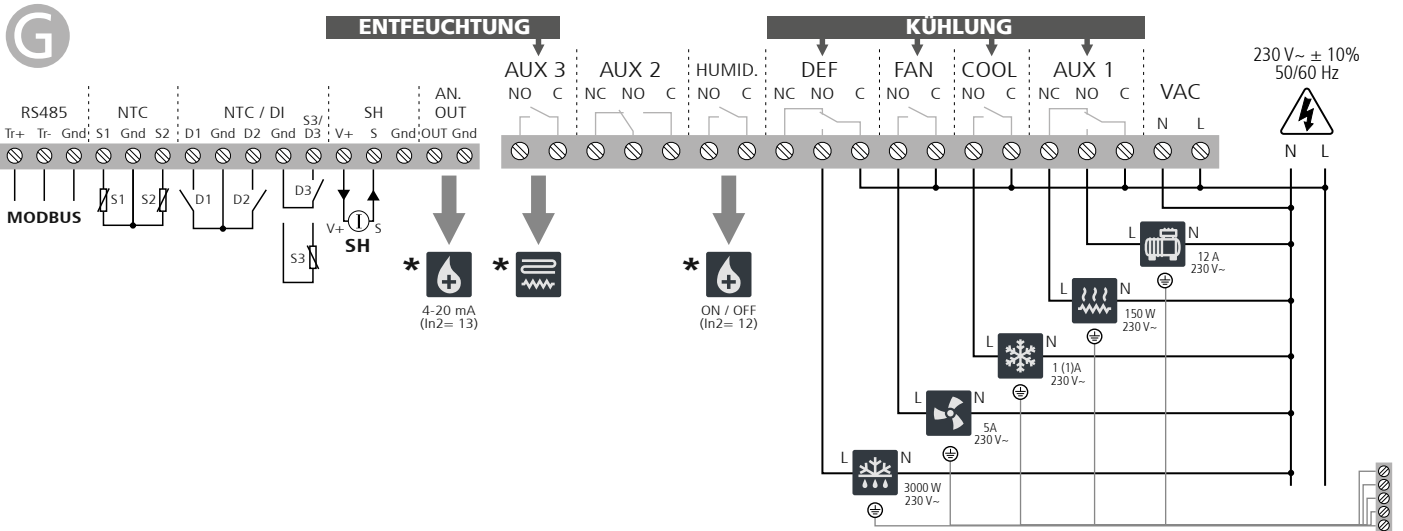 G
ENTFEUCHTUNG
KÜHLUNG
230 V~ ± 10%
50/60 Hz
AUX 3
AUX 2
HUMID.
DEF
FAN
COOL
AUX 1
VAC
NO C
NC NO C
NO C
NC NO C
NO C
NO C
NC NO C
N L
N L
RS485
NTC
NTC / DI
SH
AN.
OUT
Tr+ Tr- Gnd
S1 Gnd S2
D1 Gnd D2 Gnd S3/
D3
V+ S Gnd
OUT Gnd
MODBUS
S1
S2
D1
D2
D3
S3
V+ I S
SH
*
4-20 mA
(In2= 13)
*
*
ON / OFF
(In2= 12)
L N
12 A
230 V~
L N
150 W
230 V~
L N
1 (1)A
230 V~
L N
5A
230 V~
L N
3000 W
230 V~